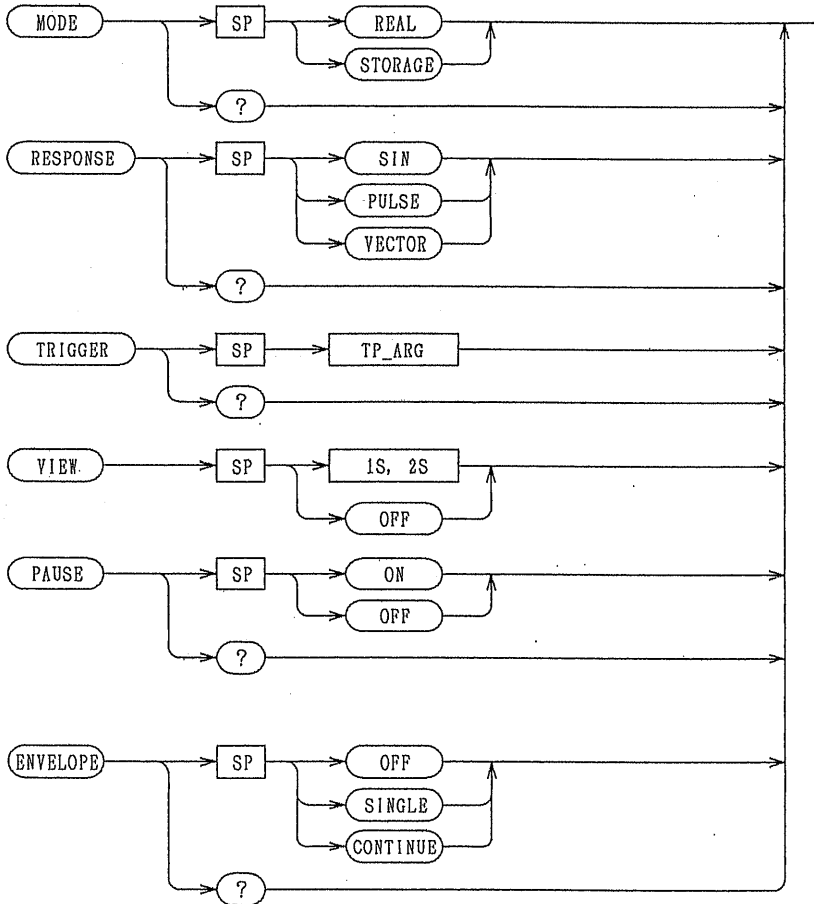 MODE SP REAL
STORAGE
?
RESPONSE SP SIN
PULSE
VECTOR
?
TRIGGER SP TP_ARG
?
VIEW SP 1S, 2S
OFF
PAUSE SP ON
OFF
?
ENVELOPE SP OFF
SINGLE
CONTINUE
?